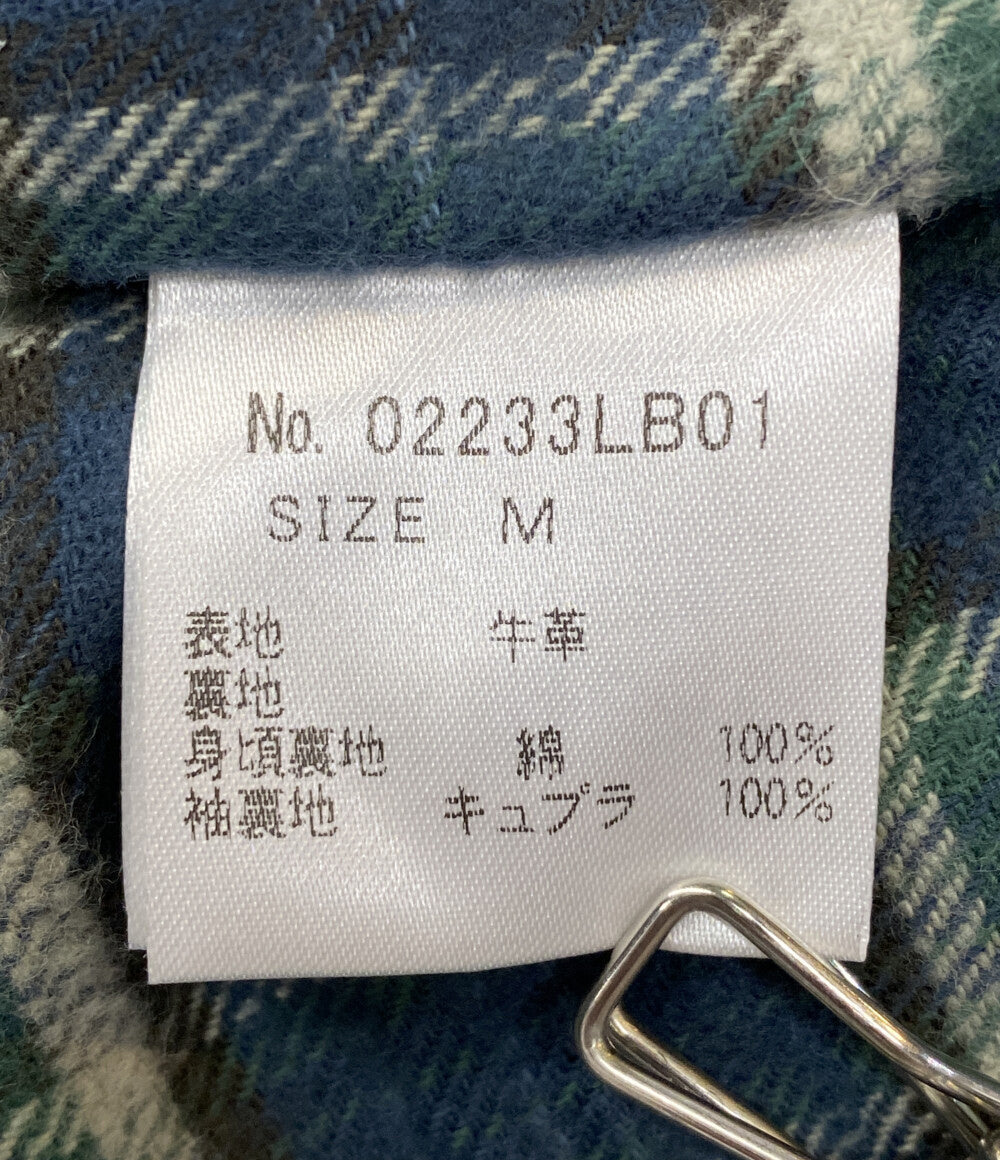 No. 02233LB01
SIZE M
表地 牛革
裏地
身頃裏地 綿 100%
袖裏地 キュプラ 100%